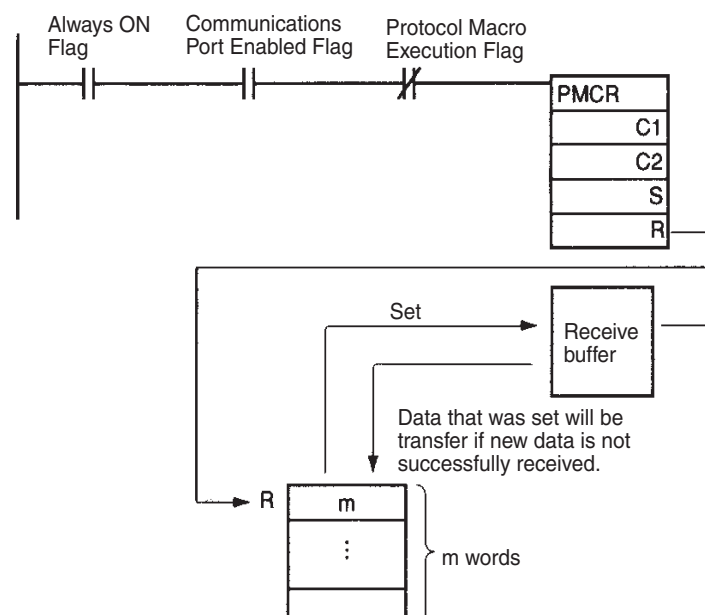 Always ON
Flag
Communications
Port Enabled Flag
Protocol Macro
Execution Flag
PMCR
C1
C2
S
R
Set
Receive
buffer
Data that was set will be
transfer if new data is not
successfully received.
R
m
⋮
m words